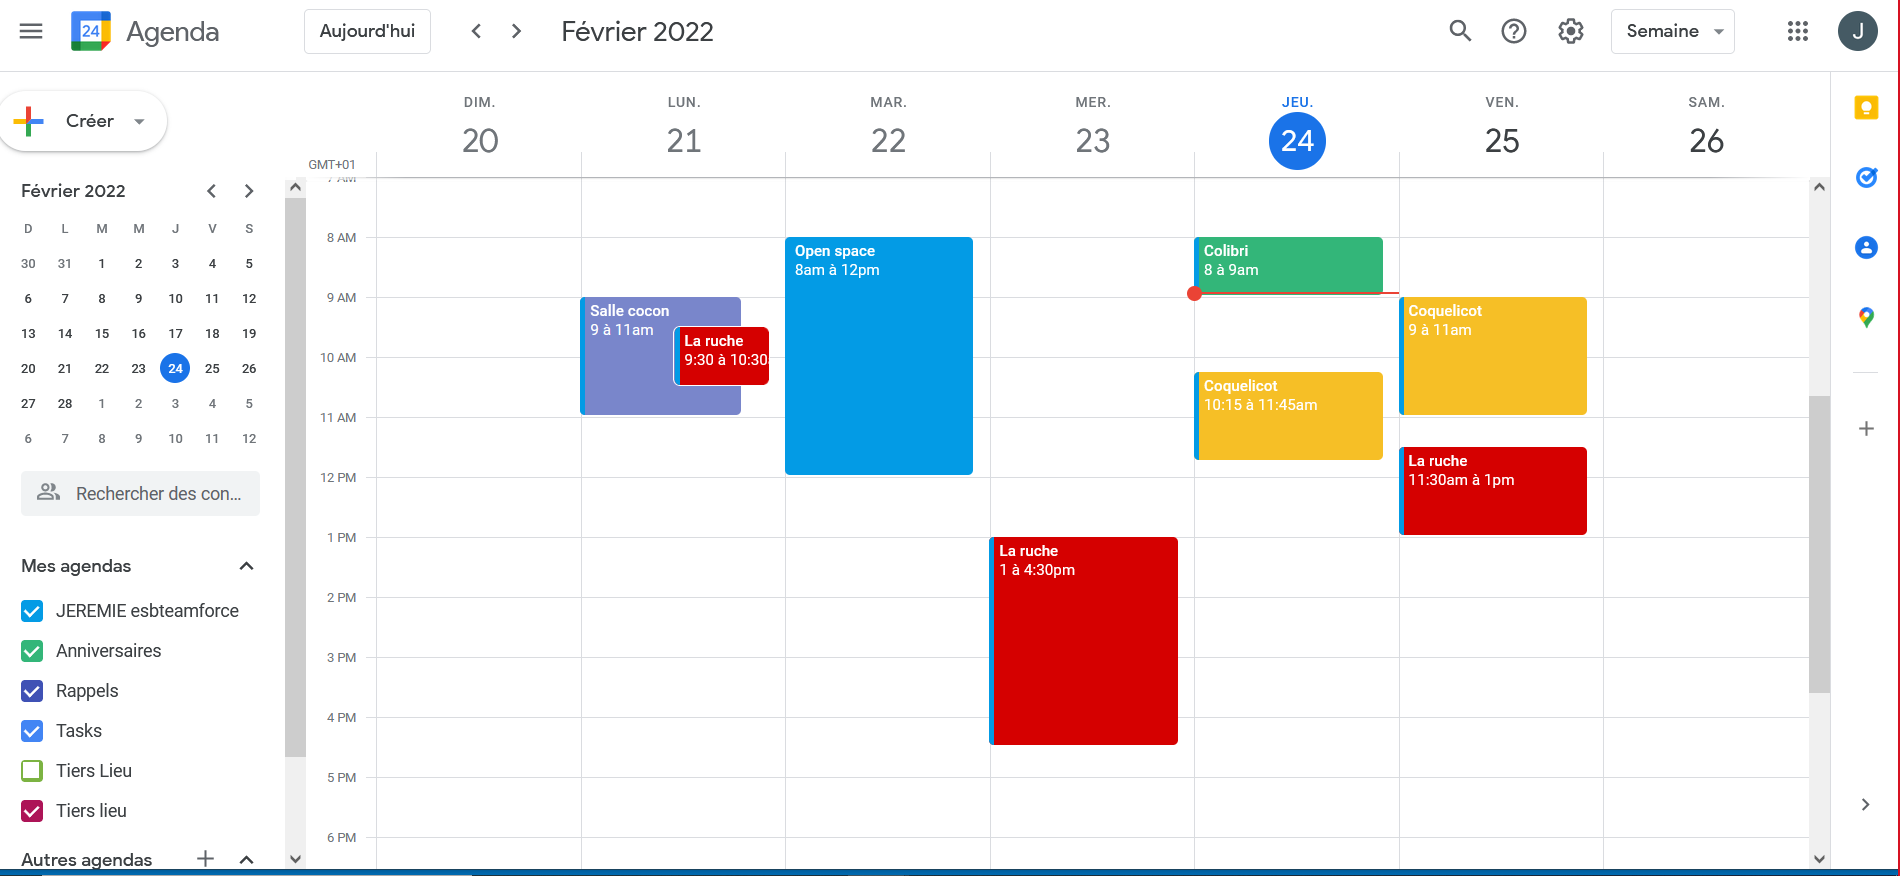 24 Agenda
Aujourd'hui
Février 2022
Semaine
J
Créer
DIM.
20
LUN.
21
MAR.
22
MER.
23
JEU.
24
VEN.
25
SAM.
26
GMT+01
Février 2022
D L M M J V S
30 31 1 2 3 4 5
6 7 8 9 10 11 12
13 14 15 16 17 18 19
20 21 22 23 24 25 26
27 28 1 2 3 4 5
6 7 8 9 10 11 12
Rechercher des con...
Mes agendas
JEREMIE esbteamforce
Anniversaires
Rappels
Tasks
Tiers Lieu
Tiers lieu
Autres agendas
7 AM
8 AM
9 AM
10 AM
11 AM
12 PM
1 PM
2 PM
3 PM
4 PM
5 PM
6 PM
Salle cocon
9 à 11am
La ruche
9:30 à 10:30
Open space
8am à 12pm
La ruche
1 à 4:30pm
Colibri
8 à 9am
Coquelicot
10:15 à 11:45am
Coquelicot
9 à 11am
La ruche
11:30am à 1pm